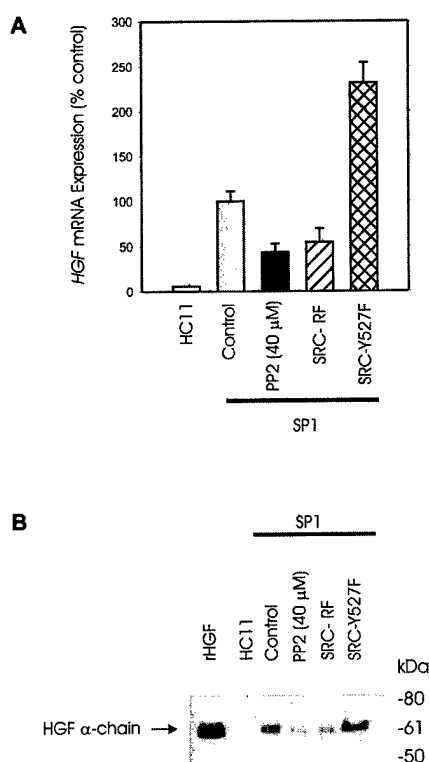 A
HGF mRNA Expression (% control)
300
250
200
150
100
50
0
HC11
Control
PP2 (40 µM)
SRC- RF
SRC-Y527F
SP1
B
SP1
rHGF
HC11
Control
PP2 (40 µM)
SRC- RF
SRC-Y527F
kDa
-80
HGF α-chain →
-61
-50